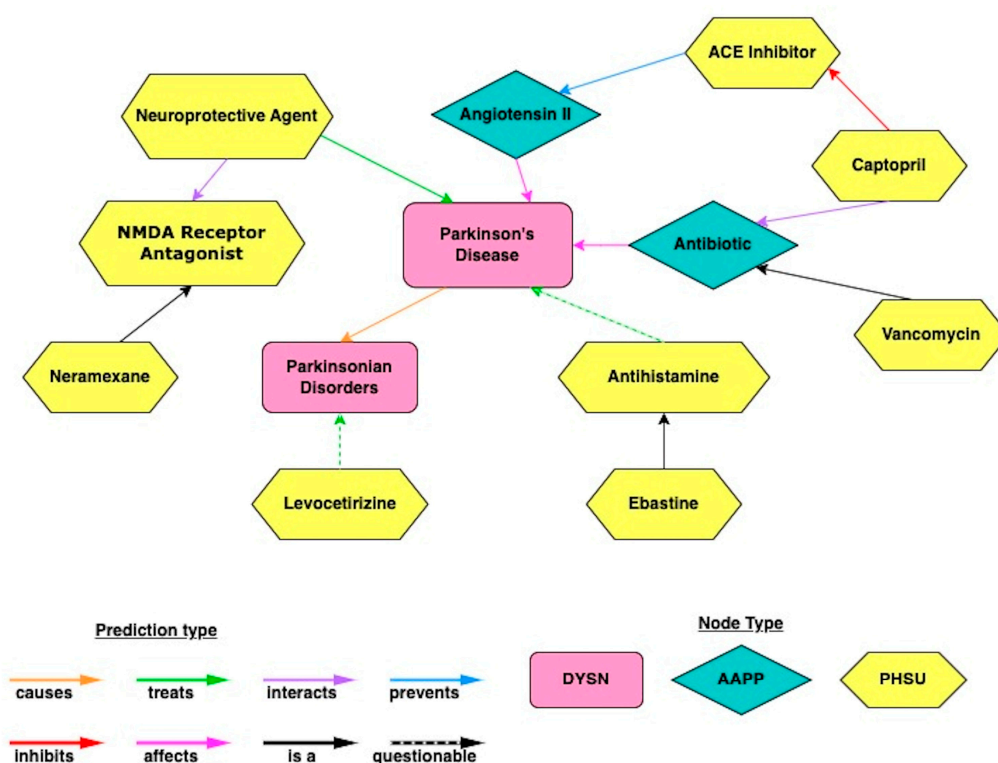 ACE Inhibitor
Neuroprotective Agent
Angiotensin II
Captopril
NMDA Receptor
Antagonist
Parkinson's
Disease
Antibiotic
Vancomycin
Neramexane
Parkinsonian
Disorders
Antihistamine
Levocetirizine
Ebastine
Prediction type
causes
treats
interacts
prevents
inhibits
affects
is a
questionable
Node Type
DYSN
AAPP
PHSU